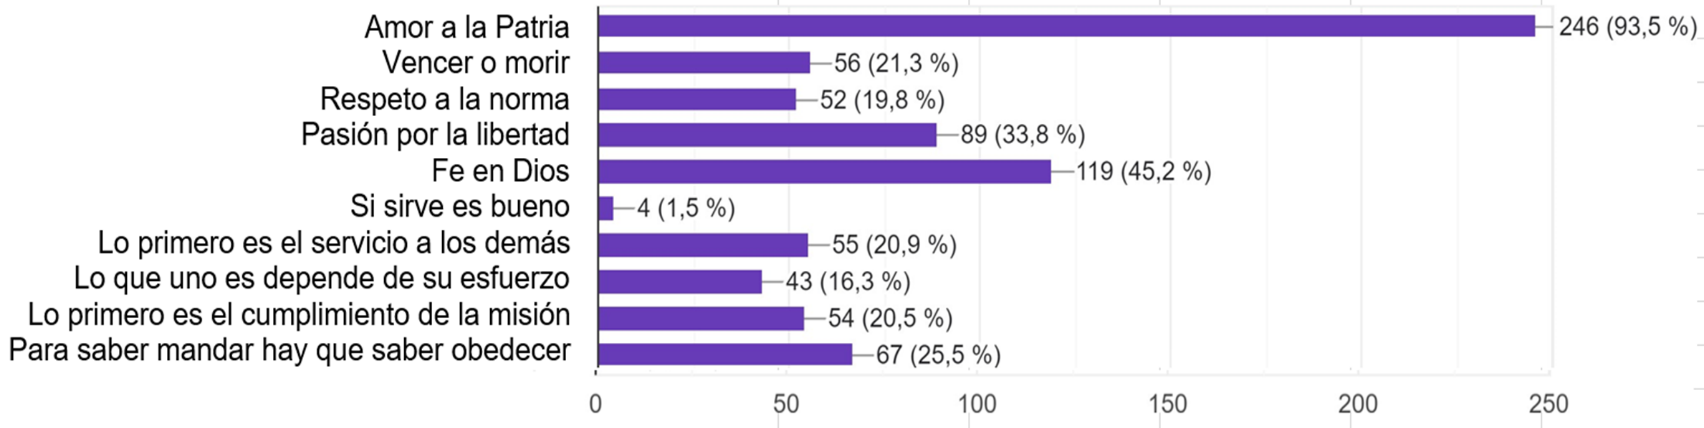 Amor a la Patria 246 (93,5 %)
Vencer o morir 56 (21,3 %)
Respeto a la norma 52 (19,8 %)
Pasión por la libertad 89 (33,8 %)
Fe en Dios 119 (45,2 %)
Si sirve es bueno 4 (1,5 %)
Lo primero es el servicio a los demás 55 (20,9 %)
Lo que uno es depende de su esfuerzo 43 (16,3 %)
Lo primero es el cumplimiento de la misión 54 (20,5 %)
Para saber mandar hay que saber obedecer 67 (25,5 %)
0 50 100 150 200 250